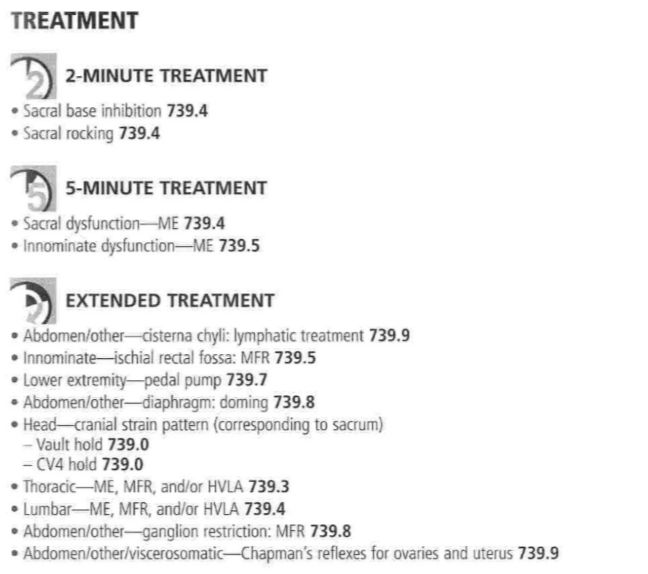 TREATMENT
2
2-MINUTE TREATMENT
• Sacral base inhibition 739.4
• Sacral rocking 739.4
5
5-MINUTE TREATMENT
• Sacral dysfunction—ME 739.4
• Innominate dysfunction—ME 739.5
EXTENDED TREATMENT
• Abdomen/other—cisterna chyli: lymphatic treatment 739.9
• Innominate—ischial rectal fossa: MFR 739.5
• Lower extremity—pedal pump 739.7
• Abdomen/other—diaphragm: doming 739.8
• Head—cranial strain pattern (corresponding to sacrum)
– Vault hold 739.0
– CV4 hold 739.0
• Thoracic—ME, MFR, and/or HVLA 739.3
• Lumbar—ME, MFR, and/or HVLA 739.4
• Abdomen/other—ganglion restriction: MFR 739.8
• Abdomen/other/viscerosomatic—Chapman's reflexes for ovaries and uterus 739.9